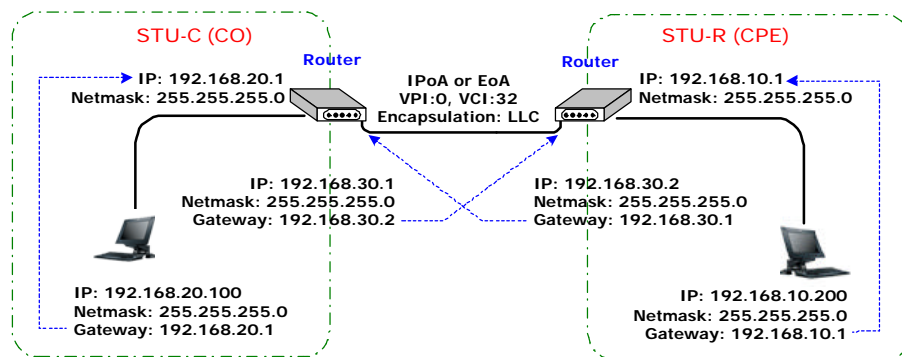 STU-C (CO)
STU-R (CPE)
Router
Router
IP: 192.168.20.1
Netmask: 255.255.255.0
IPoA or EoA
VPI:0, VCI:32
Encapsulation: LLC
IP: 192.168.10.1
Netmask: 255.255.255.0
IP: 192.168.30.1
Netmask: 255.255.255.0
Gateway: 192.168.30.2
IP: 192.168.30.2
Netmask: 255.255.255.0
Gateway: 192.168.30.1
IP: 192.168.20.100
Netmask: 255.255.255.0
Gateway: 192.168.20.1
IP: 192.168.10.200
Netmask: 255.255.255.0
Gateway: 192.168.10.1